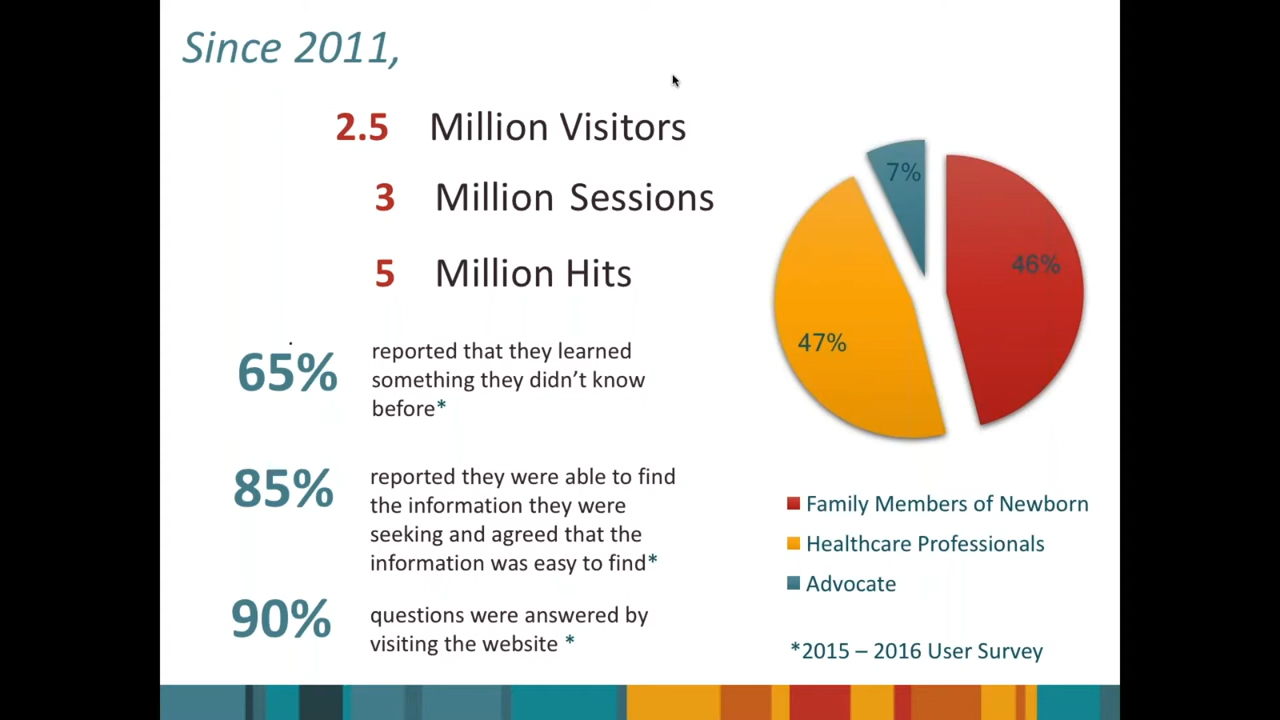 Since 2011,
2.5 Million Visitors
3 Million Sessions
5 Million Hits
65% reported that they learned
something they didn’t know
before*
85% reported they were able to find
the information they were
seeking and agreed that the
information was easy to find*
90% questions were answered by
visiting the website *
7%
46%
47%
Family Members of Newborn
Healthcare Professionals
Advocate
*2015 – 2016 User Survey